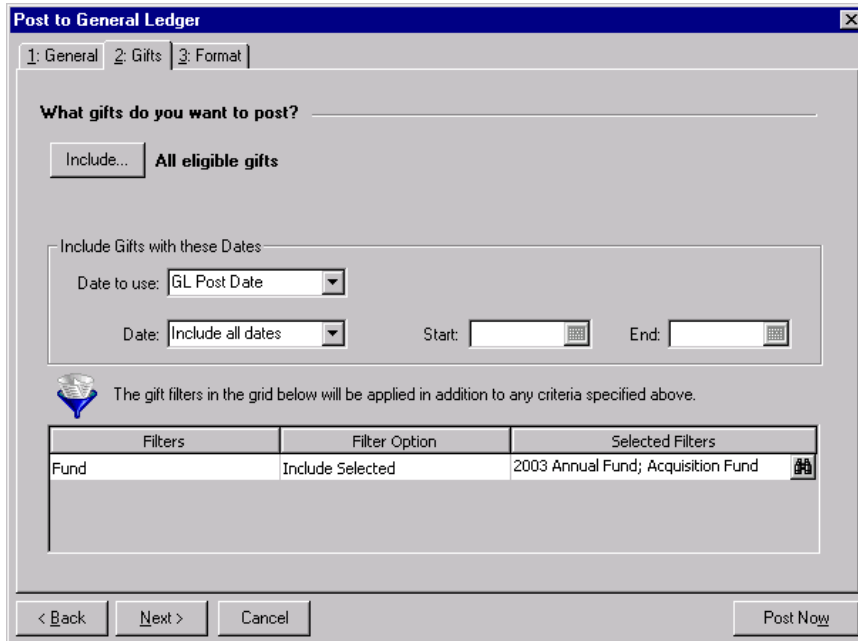 Post to General Ledger
1: General 2: Gifts 3: Format
What gifts do you want to post?
Include... All eligible gifts
Include Gifts with these Dates
Date to use: GL Post Date
Date: Include all dates Start: End:
The gift filters in the grid below will be applied in addition to any criteria specified above.
Filters Filter Option Selected Filters
Fund Include Selected 2003 Annual Fund; Acquisition Fund
< Back Next > Cancel Post Now